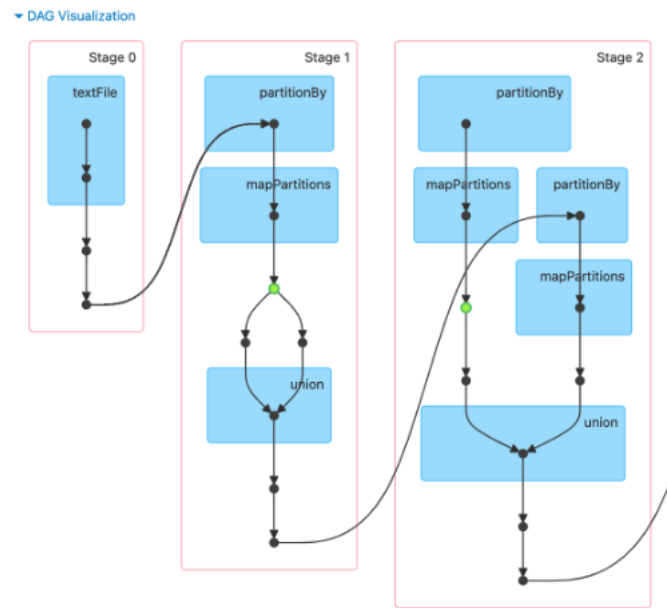 DAG Visualization
Stage 0
textFile
Stage 1
partitionBy
mapPartitions
union
Stage 2
partitionBy
mapPartitions
partitionBy
mapPartitions
union